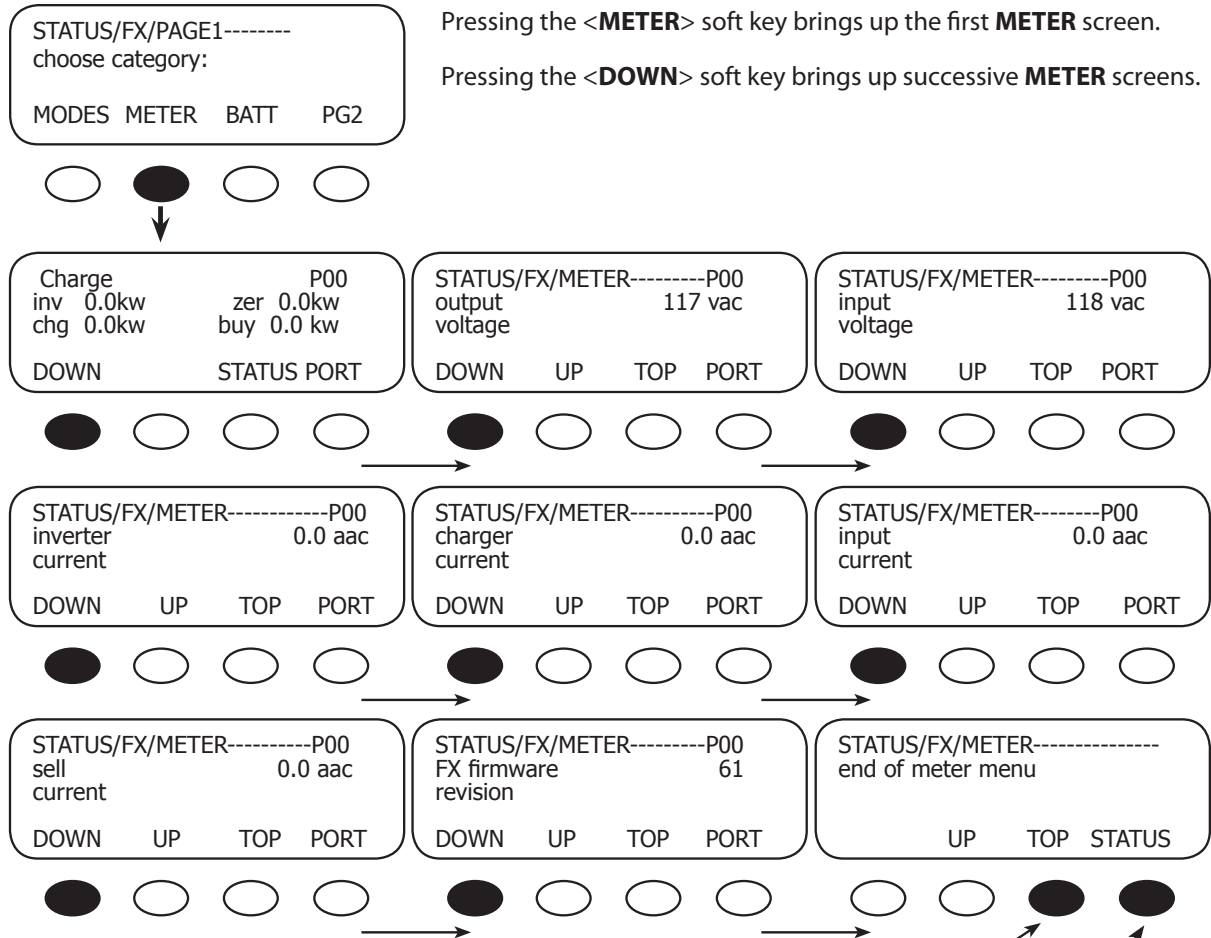 STATUS/FX/PAGE1--------
choose category:
MODES METER BATT PG2
Pressing the <METER> soft key brings up the first METER screen.
Pressing the <DOWN> soft key brings up successive METER screens.
Charge P00
inv 0.0kw zer 0.0kw
chg 0.0kw buy 0.0 kw
DOWN STATUS PORT
STATUS/FX/METER---------P00
output 117 vac
voltage
DOWN UP TOP PORT
STATUS/FX/METER---------P00
input 118 vac
voltage
DOWN UP TOP PORT
STATUS/FX/METER------------P00
inverter 0.0 aac
current
DOWN UP TOP PORT
STATUS/FX/METER----------P00
charger 0.0 aac
current
DOWN UP TOP PORT
STATUS/FX/METER--------P00
input 0.0 aac
current
DOWN UP TOP PORT
STATUS/FX/METER----------P00
sell 0.0 aac
current
DOWN UP TOP PORT
STATUS/FX/METER---------P00
FX firmware 61
revision
DOWN UP TOP PORT
STATUS/FX/METER---------------
end of meter menu
UP TOP STATUS